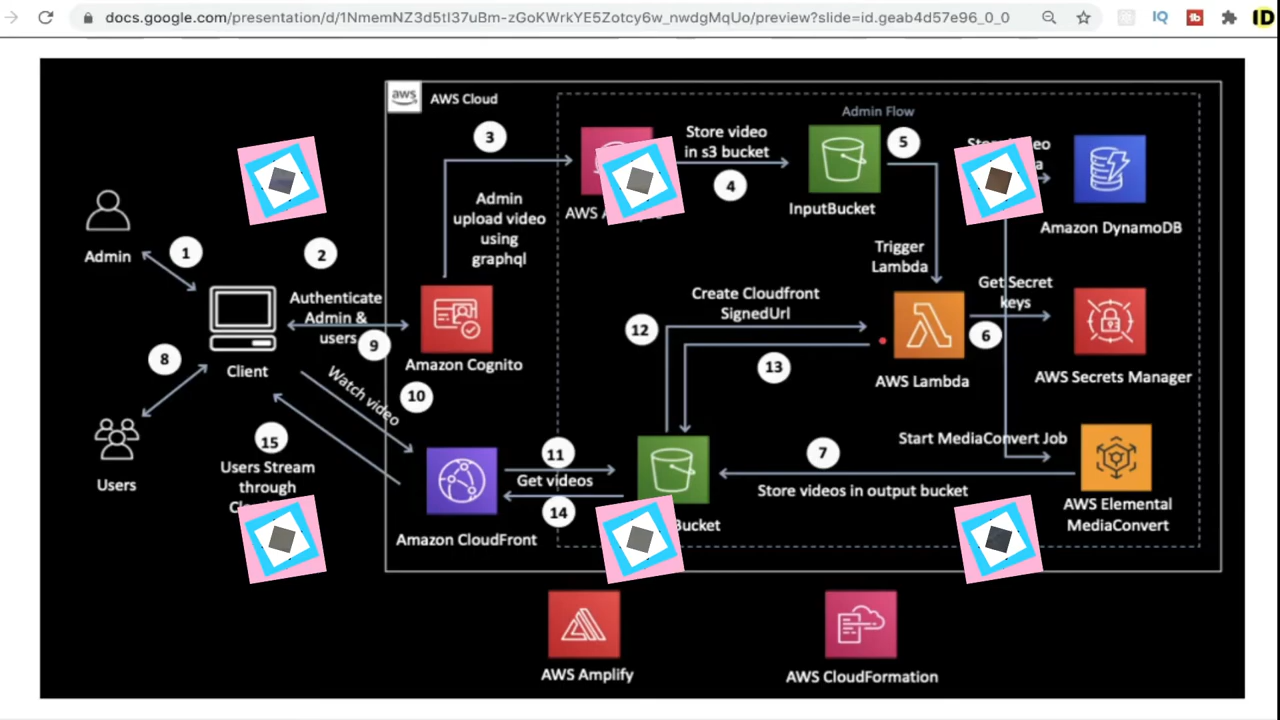 docs.google.com/presentation/d/1NmemNZ3d5tI37uBm-zGoKWrkYE5Zotcy6w_nwdgMqUo/preview?slide=id.geab4d57e96_0_0
IQ
ID
aws
AWS Cloud
Admin Flow
3
Store video
in s3 bucket
4
5
AWS
InputBucket
Amazon DynamoDB
Admin
upload video
using
graphql
Admin
1
2
Trigger
Lambda
Get Secret
keys
Authenticate
Admin &
users
9
Create Cloudfront
SignedUrl
12
13
6
8
Client
Amazon Cognito
AWS Lambda
AWS Secrets Manager
Watch video
10
15
Users Stream
through
Users
11
Get videos
14
7
Start MediaConvert Job
Store videos in output bucket
Bucket
Amazon CloudFront
AWS Elemental
MediaConvert
AWS Amplify
AWS CloudFormation